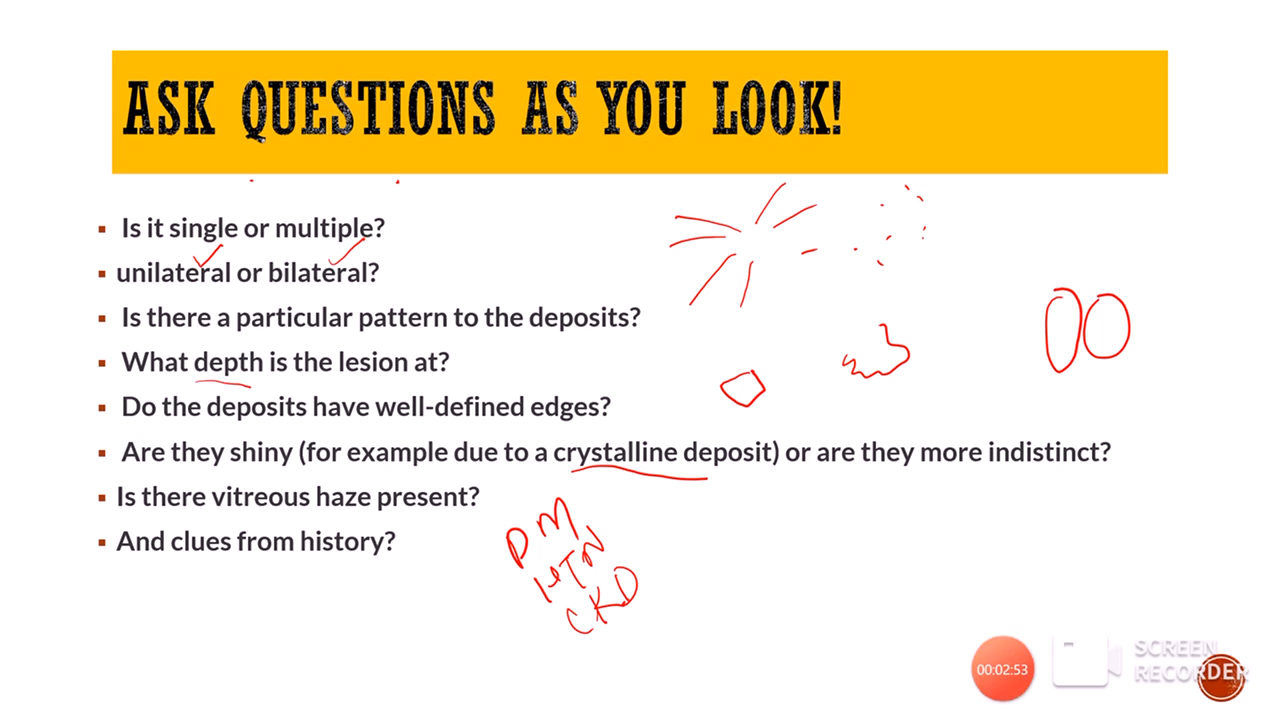 ASK QUESTIONS AS YOU LOOK!
▪ Is it single or multiple?
▪ unilateral or bilateral?
▪ Is there a particular pattern to the deposits?
▪ What depth is the lesion at?
▪ Do the deposits have well-defined edges?
▪ Are they shiny (for example due to a crystalline deposit) or are they more indistinct?
▪ Is there vitreous haze present?
▪ And clues from history?
DM
HTN
CKD
00:02:53
SCREEN
RECORDER